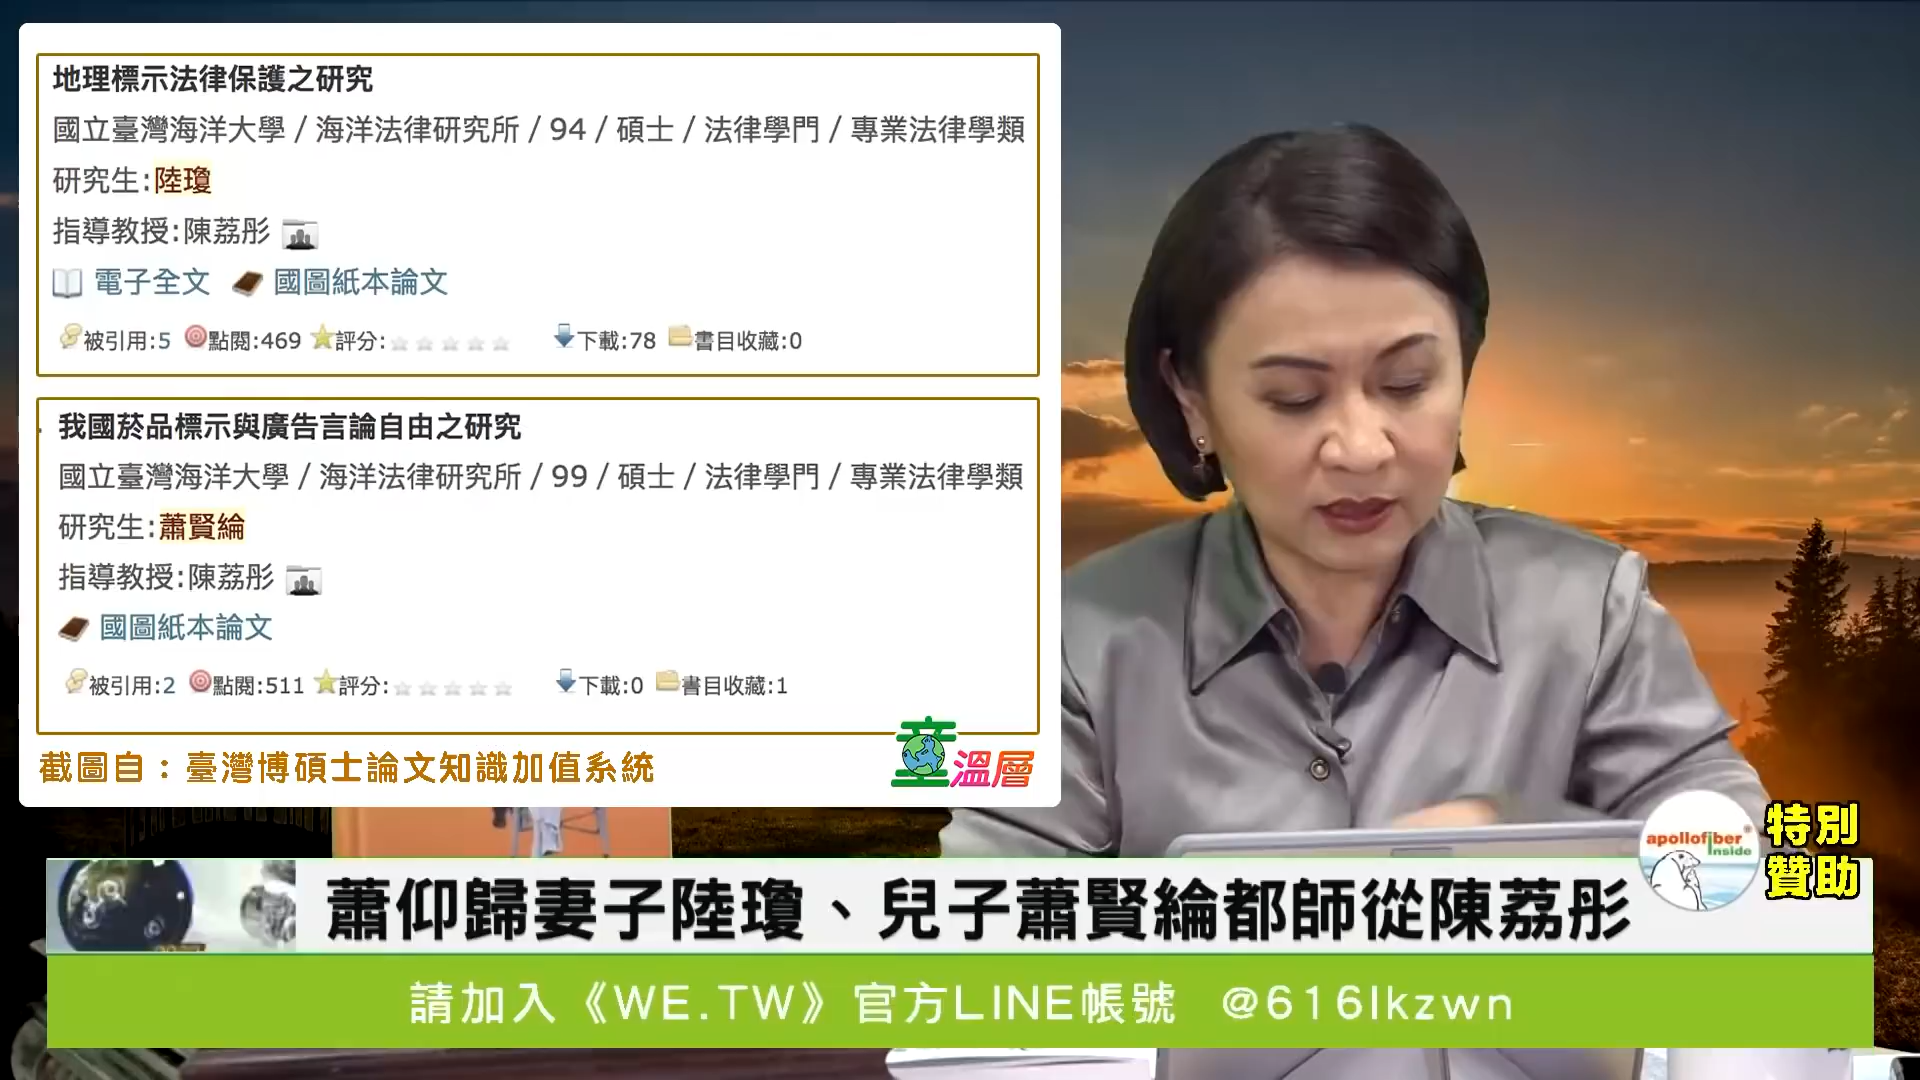 地理標示法律保護之研究
國立臺灣海洋大學 / 海洋法律研究所 / 94 / 碩士 / 法律學門 / 專業法律學類
研究生:陸瓊
指導教授:陳荔彤
電子全文 國圖紙本論文
被引用:5 點閱:469 評分: 下載:78 書目收藏:0
我國菸品標示與廣告言論自由之研究
國立臺灣海洋大學 / 海洋法律研究所 / 99 / 碩士 / 法律學門 / 專業法律學類
研究生:蕭賢綸
指導教授:陳荔彤
國圖紙本論文
被引用:2 點閱:511 評分: 下載:0 書目收藏:1
截圖自：臺灣博碩士論文知識加值系統
童溫層
apollofiber®
inside
特別
贊助
蕭仰歸妻子陸瓊、兒子蕭賢綸都師從陳荔彤
請加入《WE.TW》官方LINE帳號 @616lkzwn